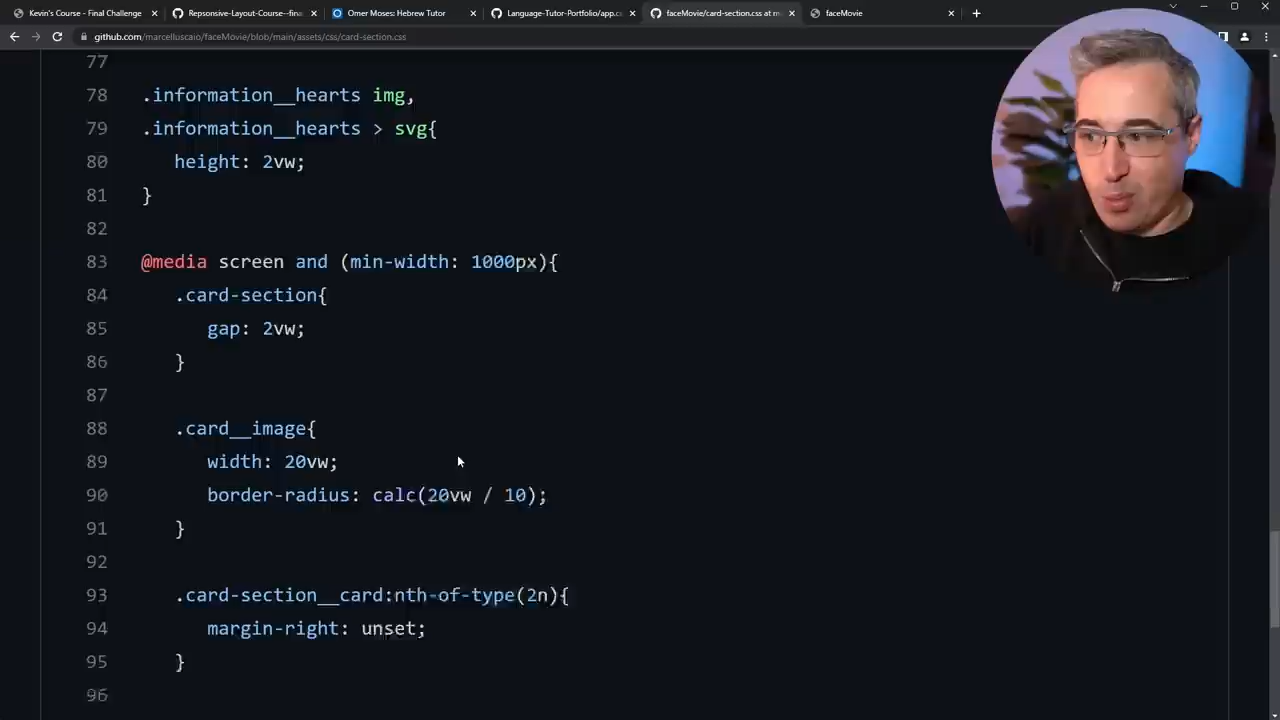 Kevin's Course - Final Challenge
Repsonsive-Layout-Course--fina
Omer Moses: Hebrew Tutor
Language-Tutor-Portfolio/app.c
faceMovie/card-section.css at m
faceMovie
github.com/marcelluscaio/faceMovie/blob/main/assets/css/card-section.css
77
78 .information__hearts img,
79 .information__hearts > svg{
80 height: 2vw;
81 }
82
83 @media screen and (min-width: 1000px){
84 .card-section{
85 gap: 2vw;
86 }
87
88 .card__image{
89 width: 20vw;
90 border-radius: calc(20vw / 10);
91 }
92
93 .card-section__card:nth-of-type(2n){
94 margin-right: unset;
95 }
96